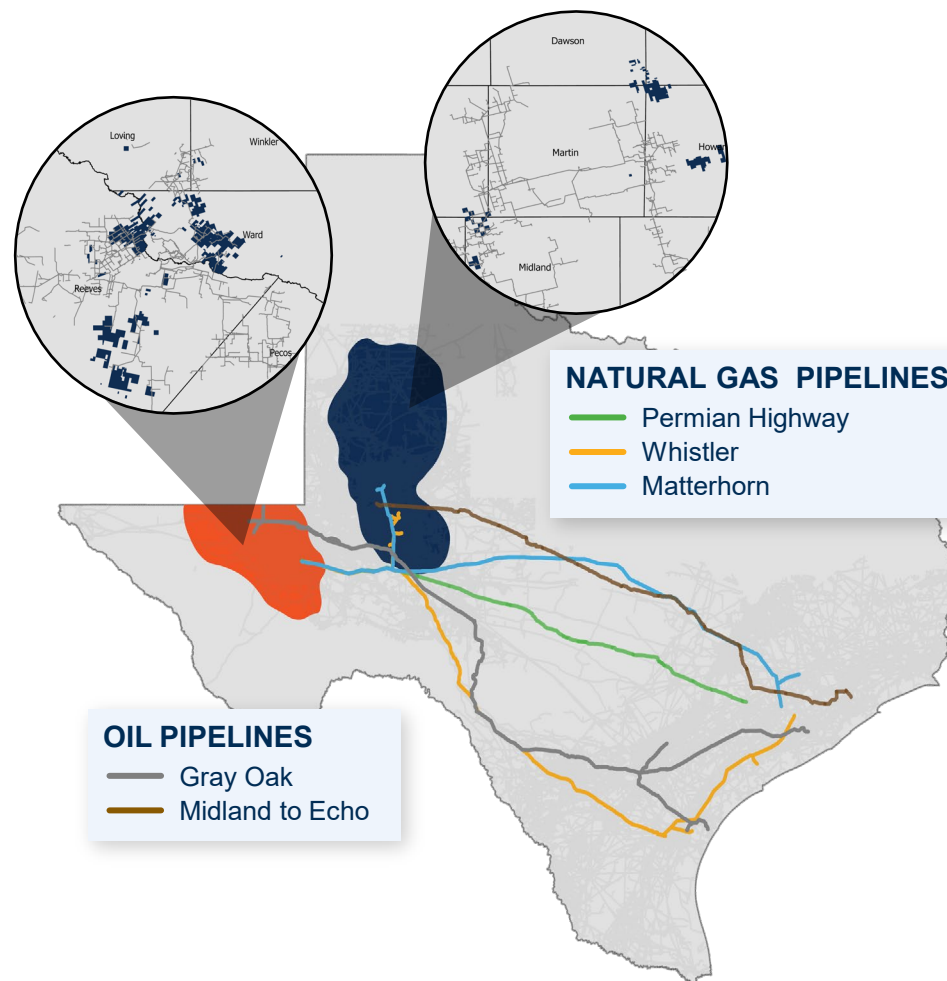 Dawson
Martin
Midland
Loving
Winkler
Ward
Reeves
Pecos
NATURAL GAS PIPELINES
Permian Highway
Whistler
Matterhorn
OIL PIPELINES
Gray Oak
Midland to Echo